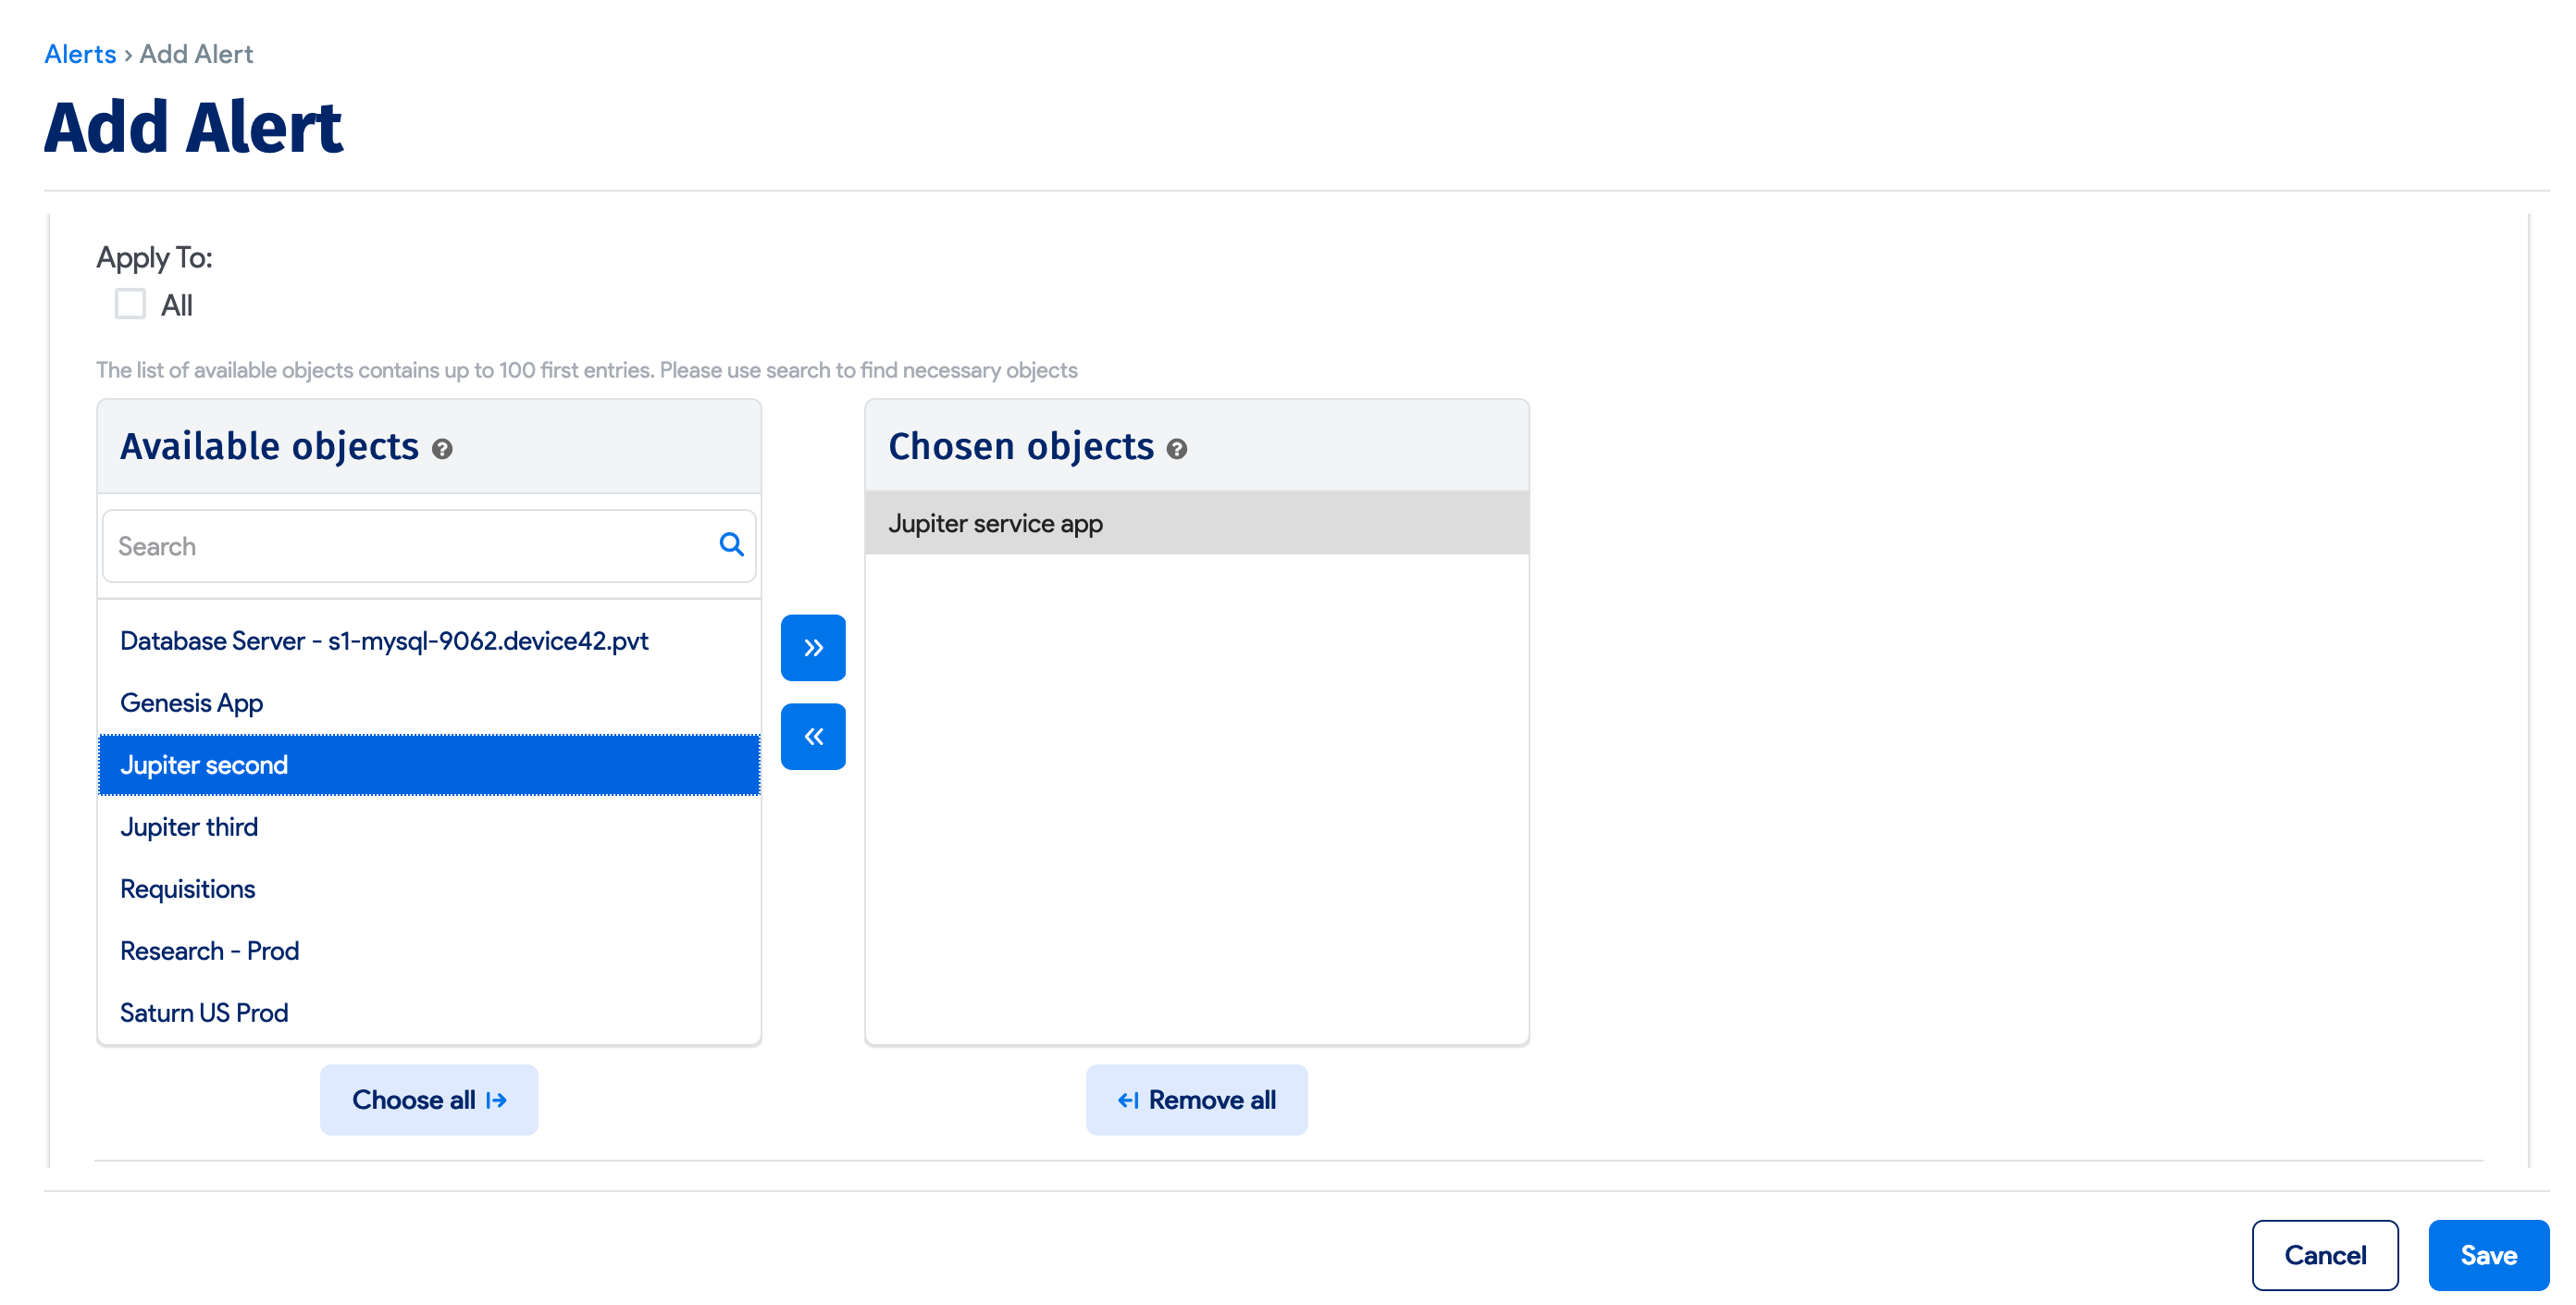 Alerts › Add Alert
Add Alert
Apply To:
All
The list of available objects contains up to 100 first entries. Please use search to find necessary objects
Available objects ?
Chosen objects ?
Search
Jupiter service app
Database Server - s1-mysql-9062.device42.pvt
Genesis App
Jupiter second
Jupiter third
Requisitions
Research - Prod
Saturn US Prod
Choose all
Remove all
Cancel
Save